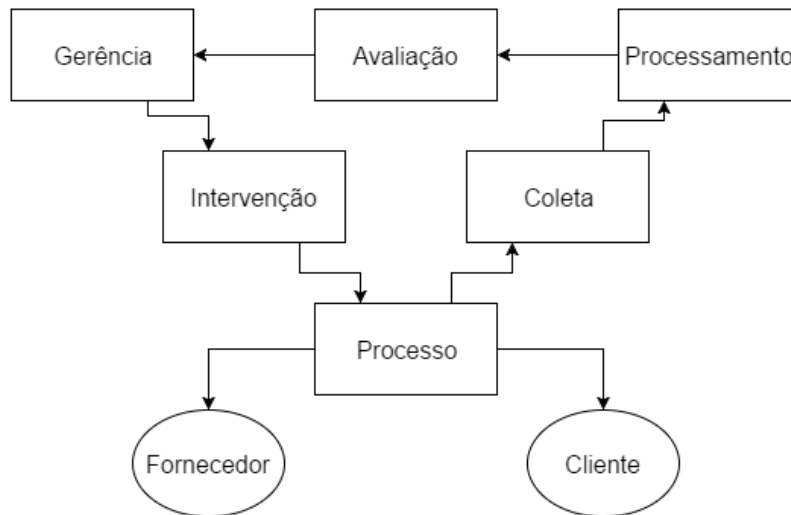 Gerência
Avaliação
Processamento
Intervenção
Coleta
Processo
Fornecedor
Cliente